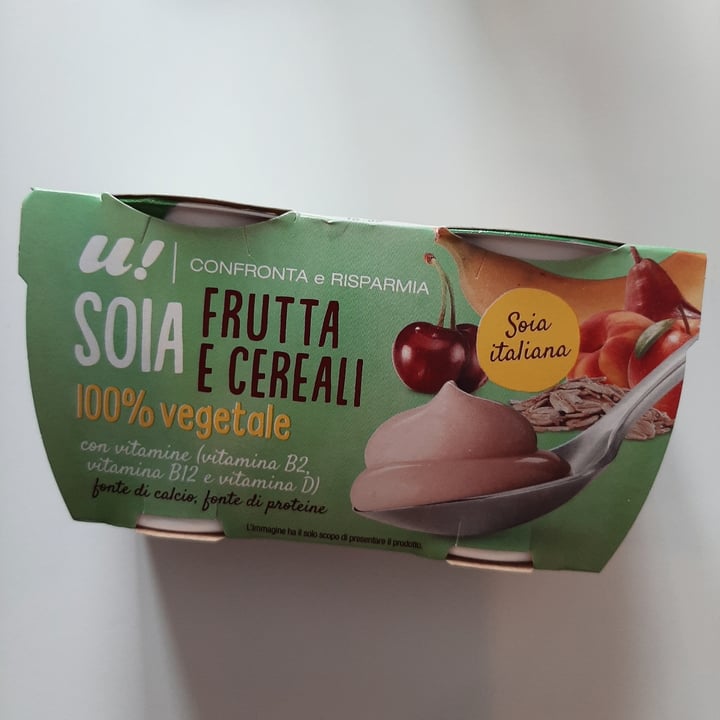 u! | CONFRONTA e RISPARMIA
SOIA FRUTTA
E CEREALI
100% vegetale
con vitamine (vitamina B2,
vitamina B12 e vitamina D)
fonte di calcio, fonte di proteine
Soia
italiana
L'immagine ha il solo scopo di presentare il prodotto.